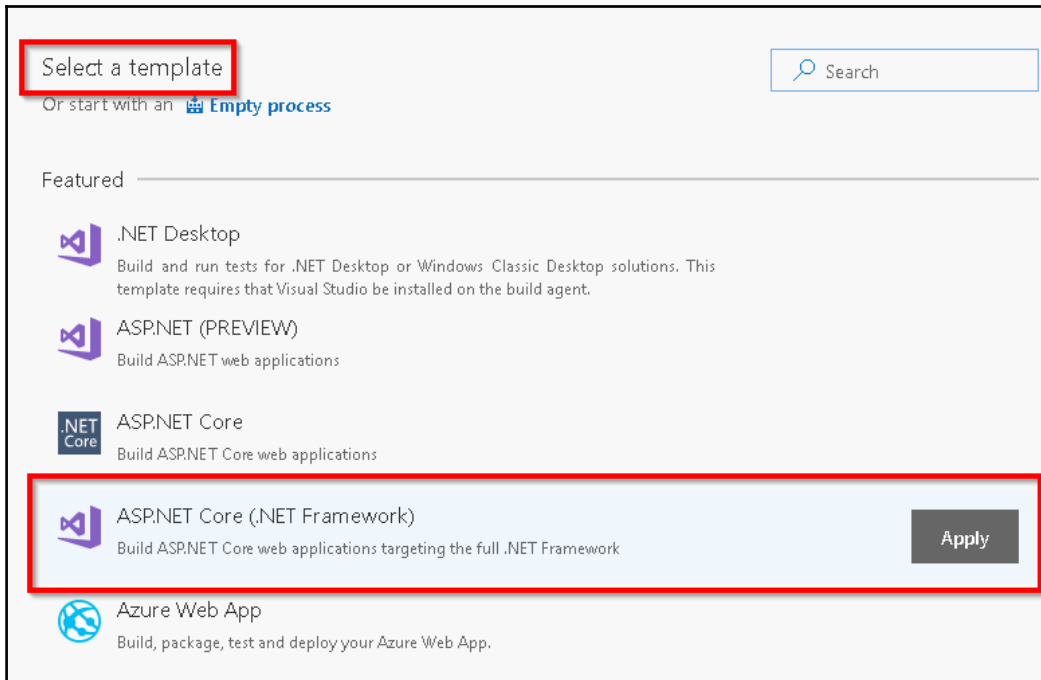 Select a template
Search
Or start with an Empty process
Featured
.NET Desktop
Build and run tests for .NET Desktop or Windows Classic Desktop solutions. This
template requires that Visual Studio be installed on the build agent.
ASP.NET (PREVIEW)
Build ASP.NET web applications
.NET
Core
ASP.NET Core
Build ASP.NET Core web applications
ASP.NET Core (.NET Framework)
Build ASP.NET Core web applications targeting the full .NET Framework
Apply
Azure Web App
Build, package, test and deploy your Azure Web App.